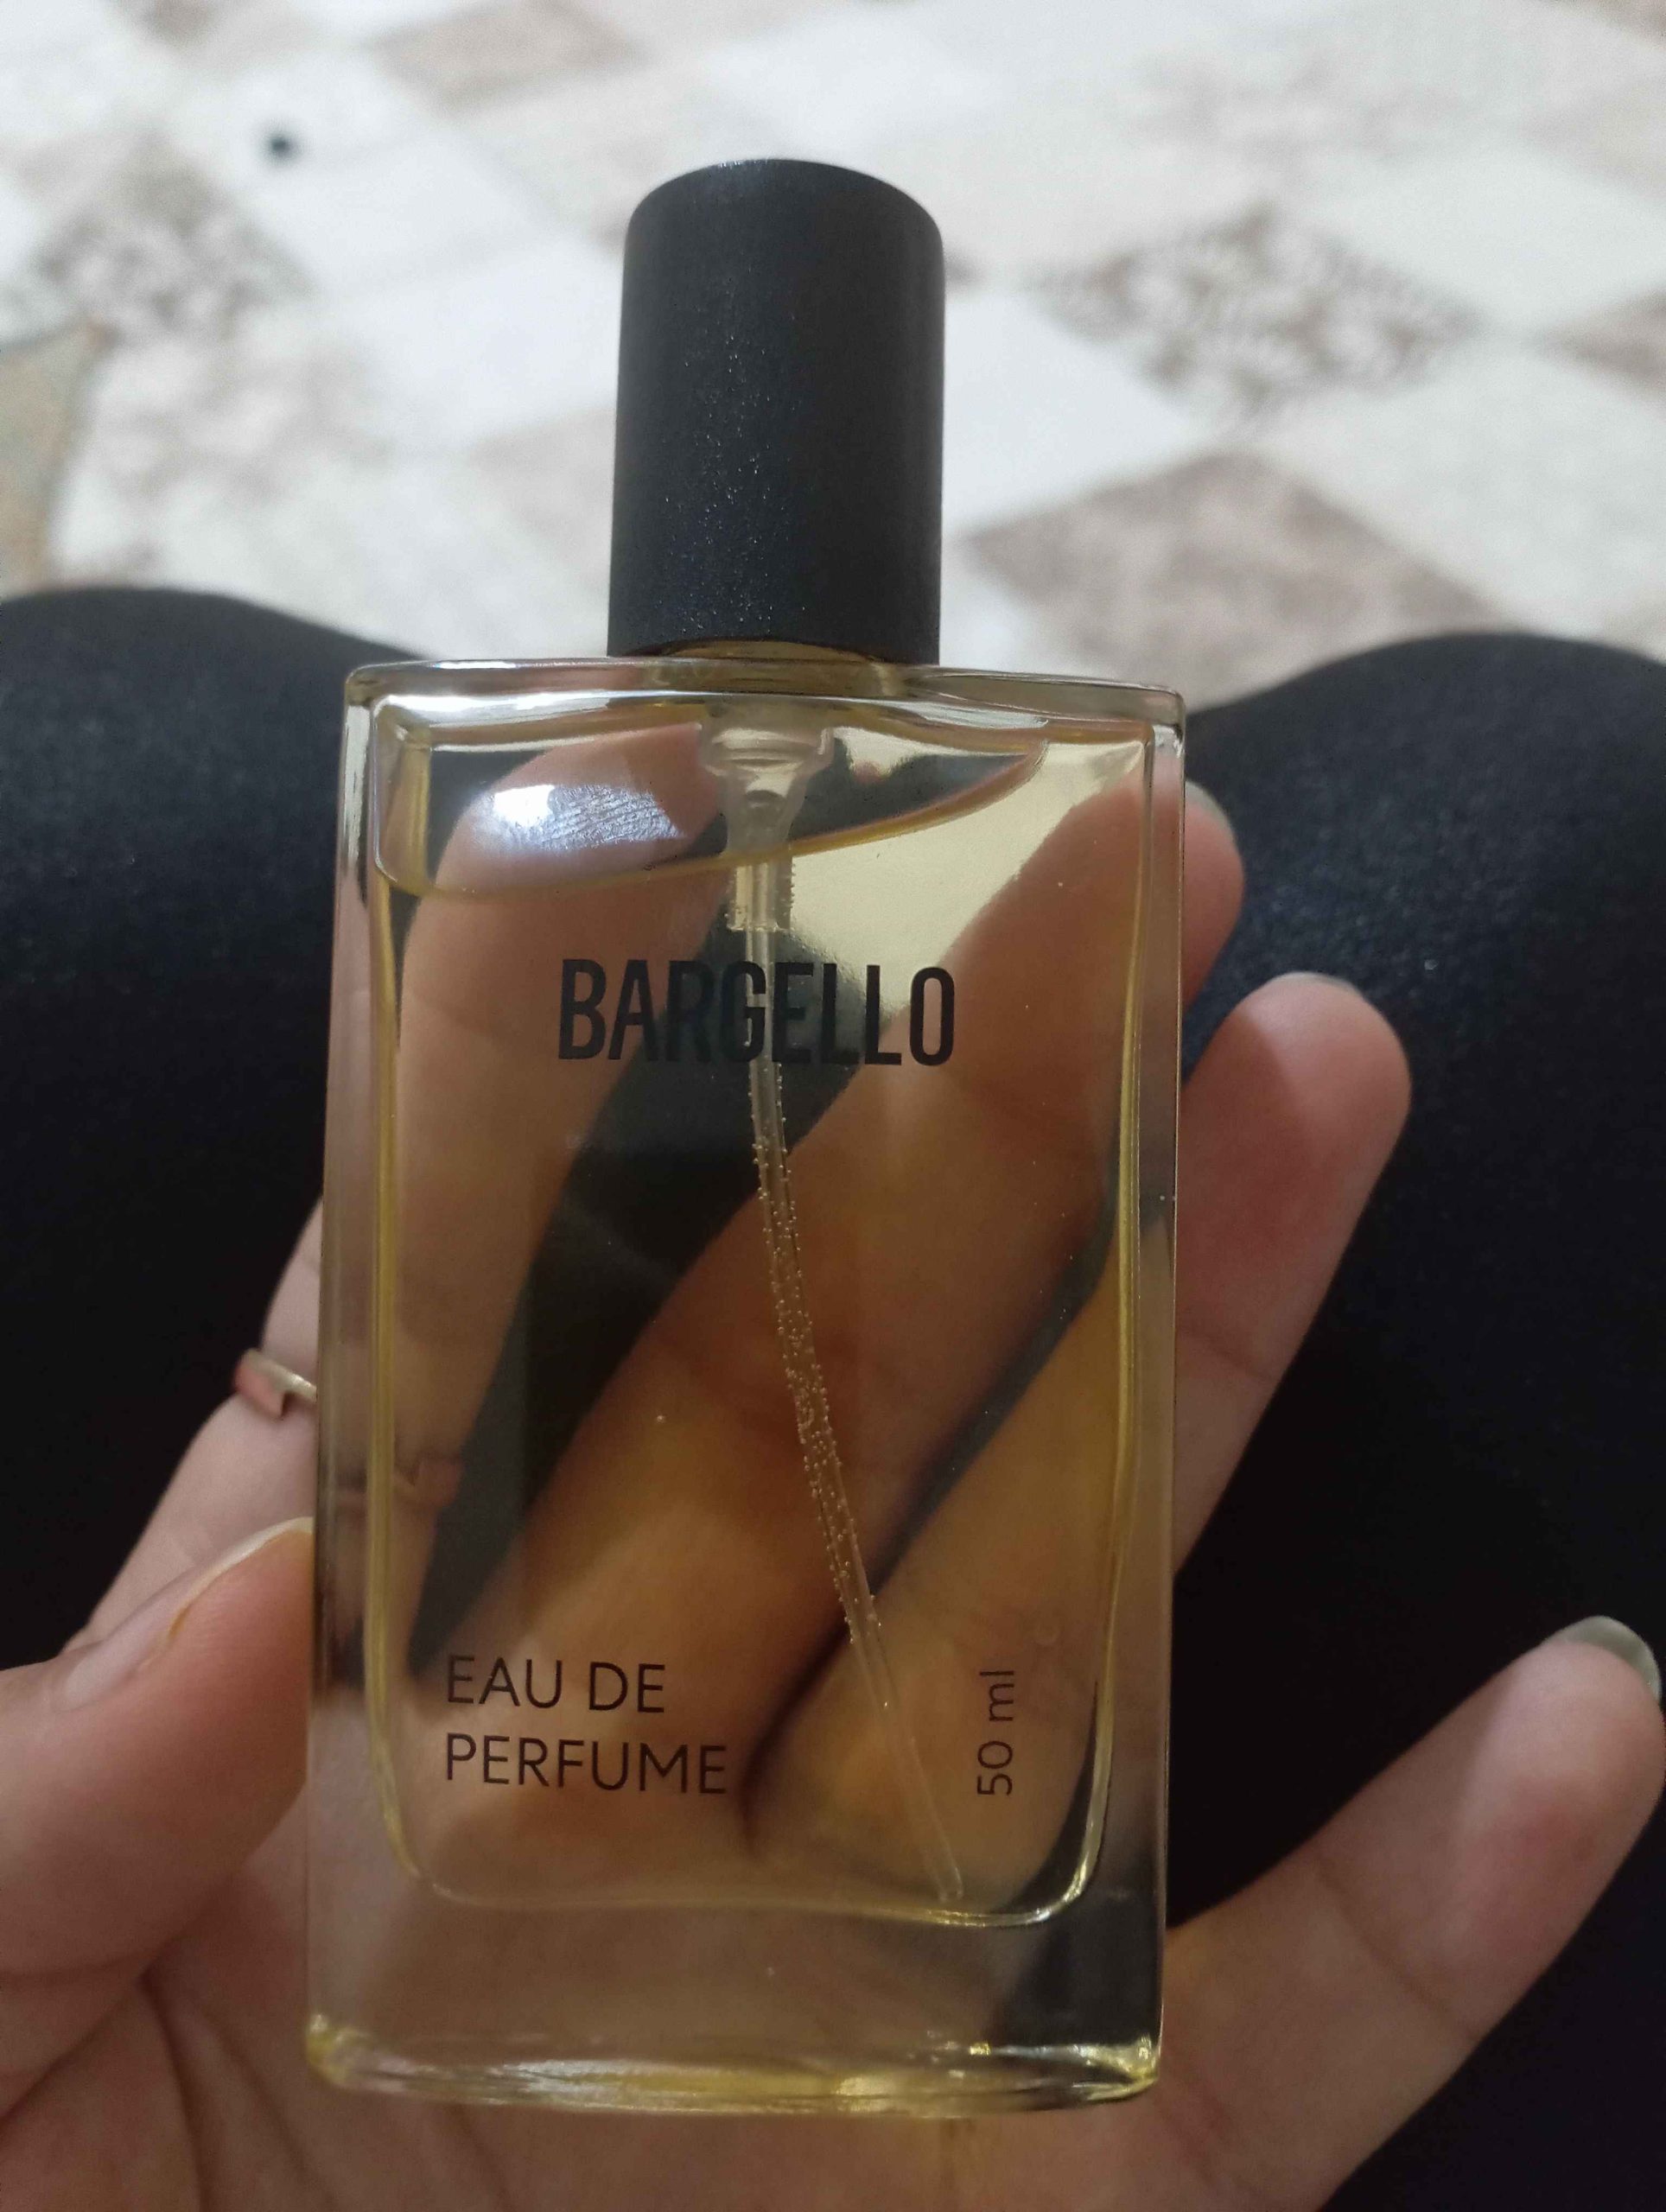 BARGELLO
EAU DE
PERFUME
50 ml